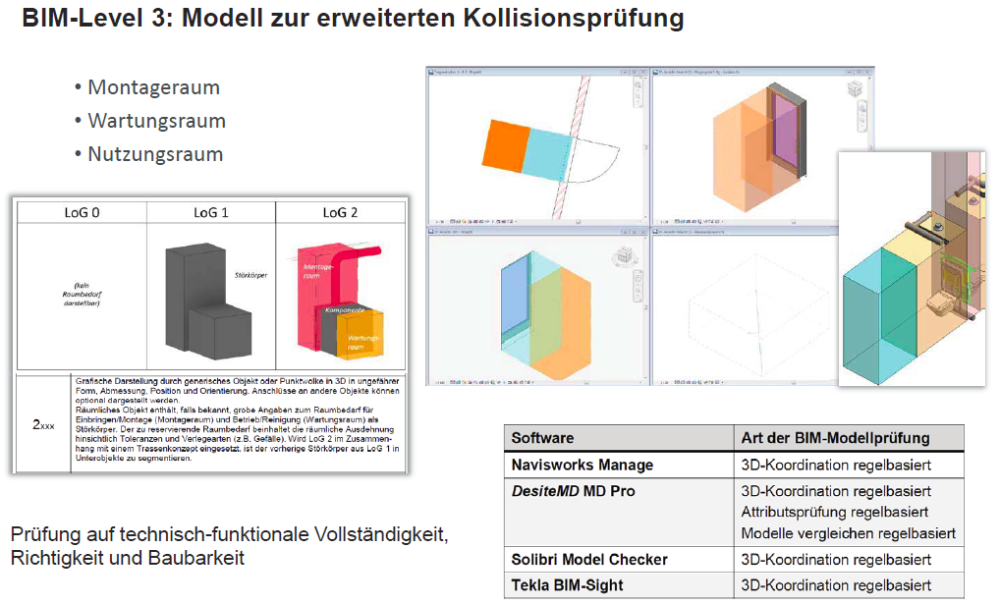 BIM-Level 3: Modell zur erweiterten Kollisionsprüfung
• Montageraum
• Wartungsraum
• Nutzungsraum
LoG 0
LoG 1
LoG 2
(kein
Raumbedarf
darstellbar)
Störkörper
Montage-
raum
Komponente
Wartungs-
raum
2xxx
Grafische Darstellung durch generisches Objekt oder Punktwolke in 3D in ungefährer
Form, Abmessung, Position und Orientierung. Anschlüsse an andere Objekte können
optional dargestellt werden.
Räumliches Objekt enthält, falls bekannt, grobe Angaben zum Raumbedarf für
Einbringen/Montage (Montageraum) und Betrieb/Reinigung (Wartungsraum) als
Störkörper. Der zu reservierende Raumbedarf beinhaltet die räumliche Ausdehnung
hinsichtlich Toleranzen und Verlegearten (z.B. Gefälle). Wird LoG 2 im Zusammen-
hang mit einem Trassenkonzept eingesetzt, ist der vorherige Störkörper aus LoG 1 in
Unterobjekte zu segmentieren.
Prüfung auf technisch-funktionale Vollständigkeit,
Richtigkeit und Baubarkeit
Software Art der BIM-Modellprüfung
Navisworks Manage 3D-Koordination regelbasiert
DesiteMD MD Pro 3D-Koordination regelbasiert
Attributsprüfung regelbasiert
Modelle vergleichen regelbasiert
Solibri Model Checker 3D-Koordination regelbasiert
Tekla BIM-Sight 3D-Koordination regelbasiert